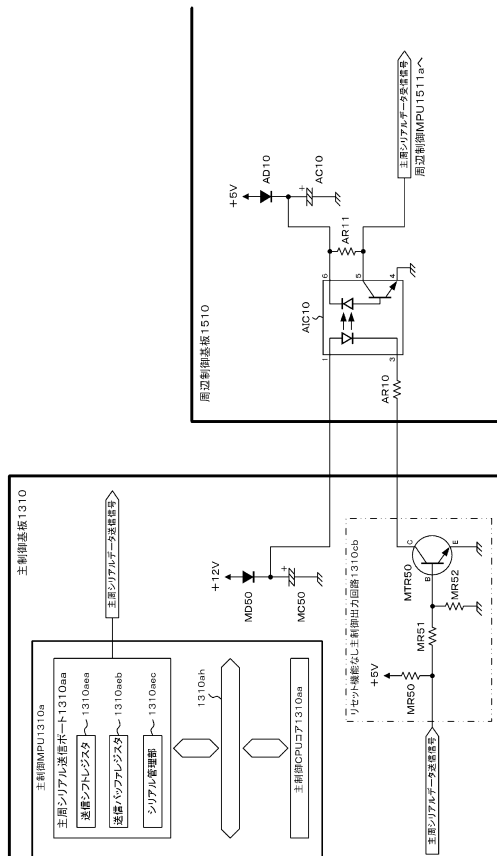 主制御基板1310
主制御MPU1310a
主周シリアル送信ポート1310aa
送信シフトレジスタ
1310aea
送信バッファレジスタ
1310aeb
シリアル管理部
1310aec
1310ah
主制御CPUコア1310aa
主周シリアルデータ送信信号
+12V
MD50
MC50
リセット機能なし主制御出力回路1310cb
主周シリアルデータ送信信号
+5V
MR50
MR51
MR52
MTR50
B
C
E
周辺制御基板1510
AR10
AIC10
1
3
6
5
4
+5V
AD10
AC10
AR11
主周シリアルデータ受信信号
周辺制御MPU1511aへ